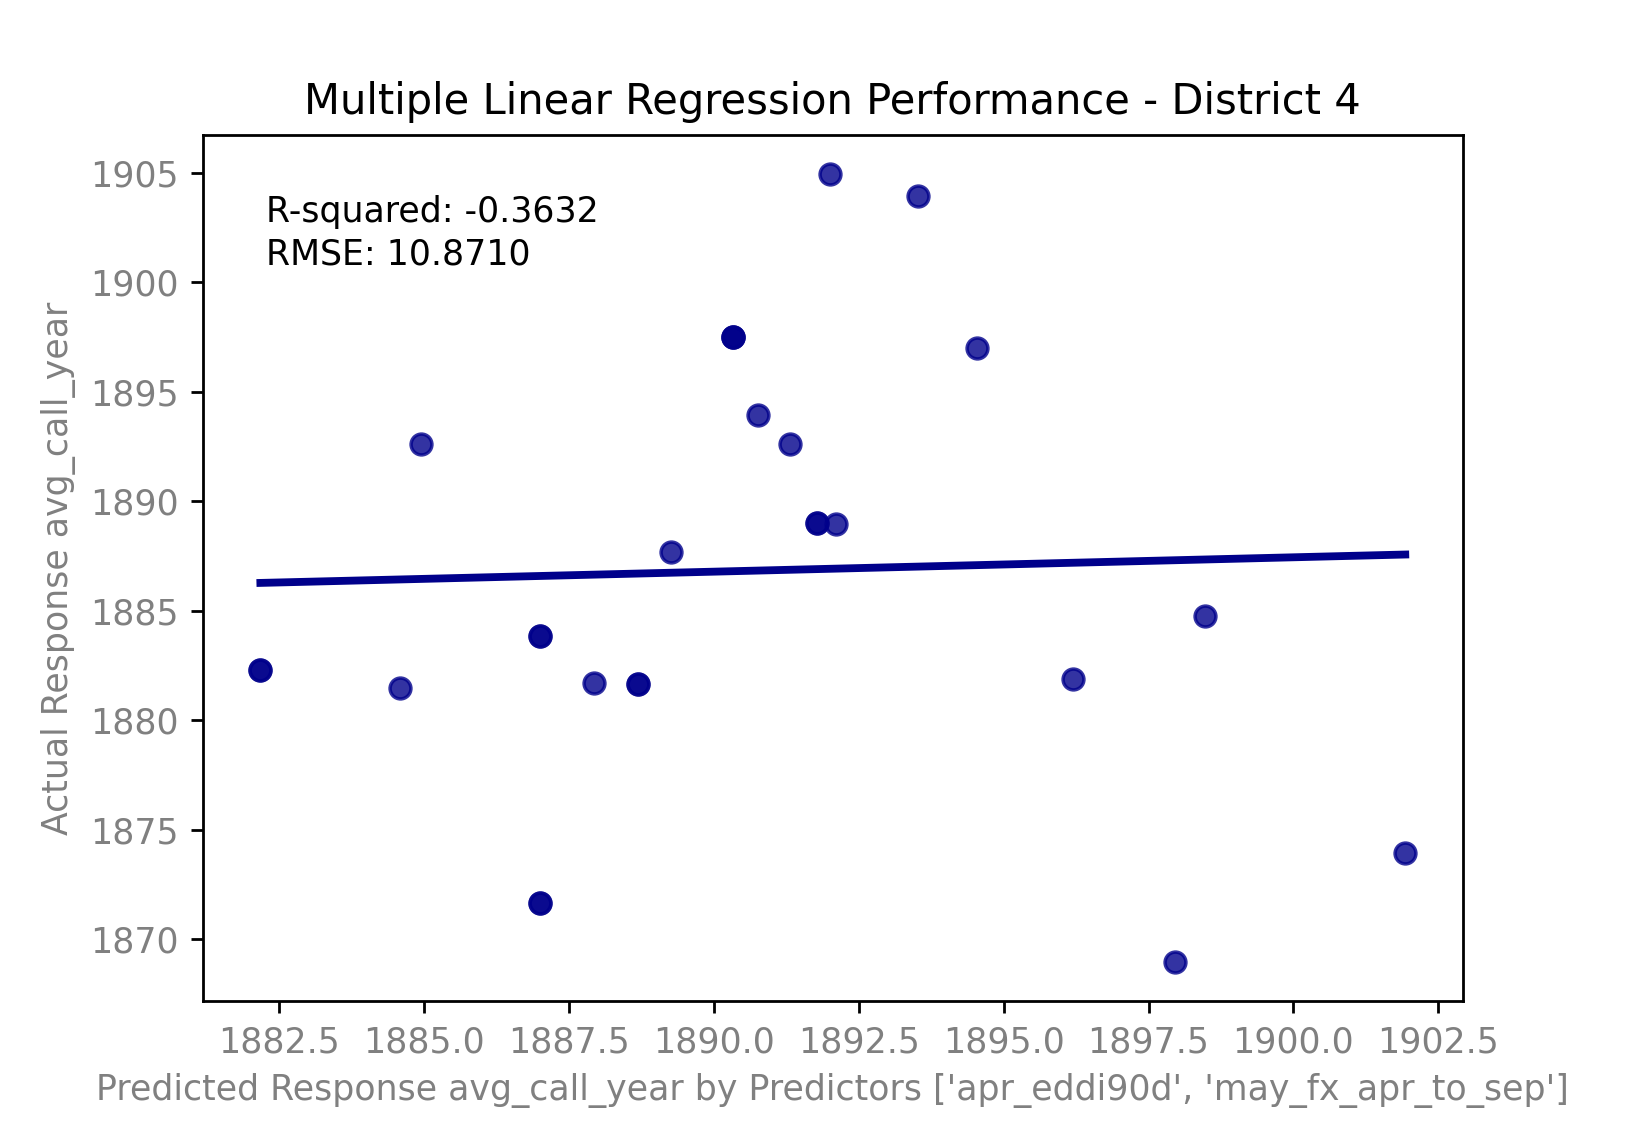 Multiple Linear Regression Performance - District 4
R-squared: -0.3632
RMSE: 10.8710
Actual Response avg_call_year
1905
1900
1895
1890
1885
1880
1875
1870
1882.5 1885.0 1887.5 1890.0 1892.5 1895.0 1897.5 1900.0 1902.5
Predicted Response avg_call_year by Predictors ['apr_eddi90d', 'may_fx_apr_to_sep']